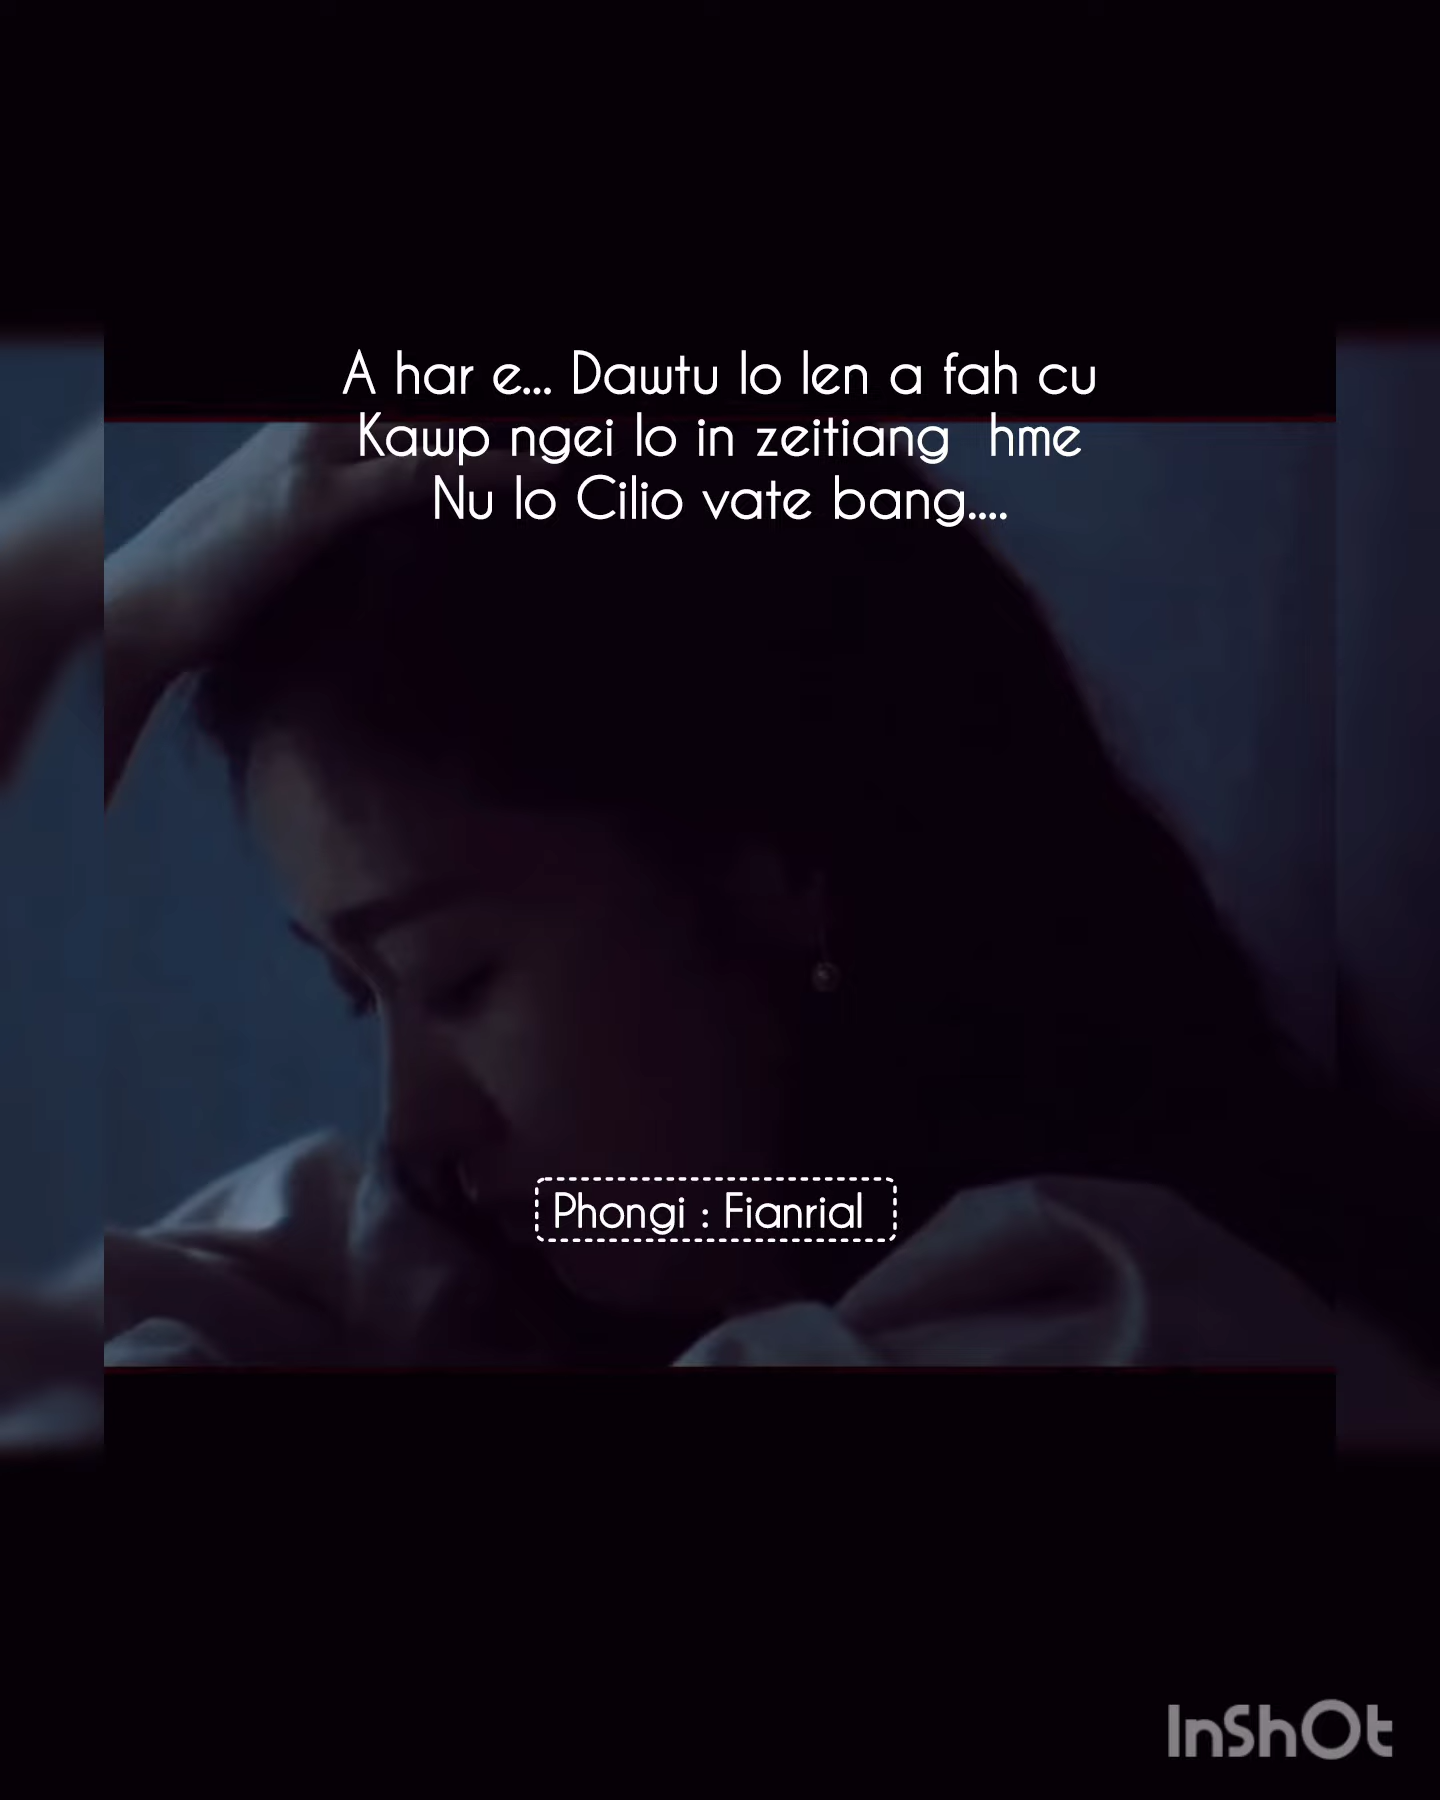 A har e... Dawtu lo len a fah cu
Kawp ngei lo in zeitiang hme
Nu lo Cilio vate bang....
Phongi : Fianrial
InShOt